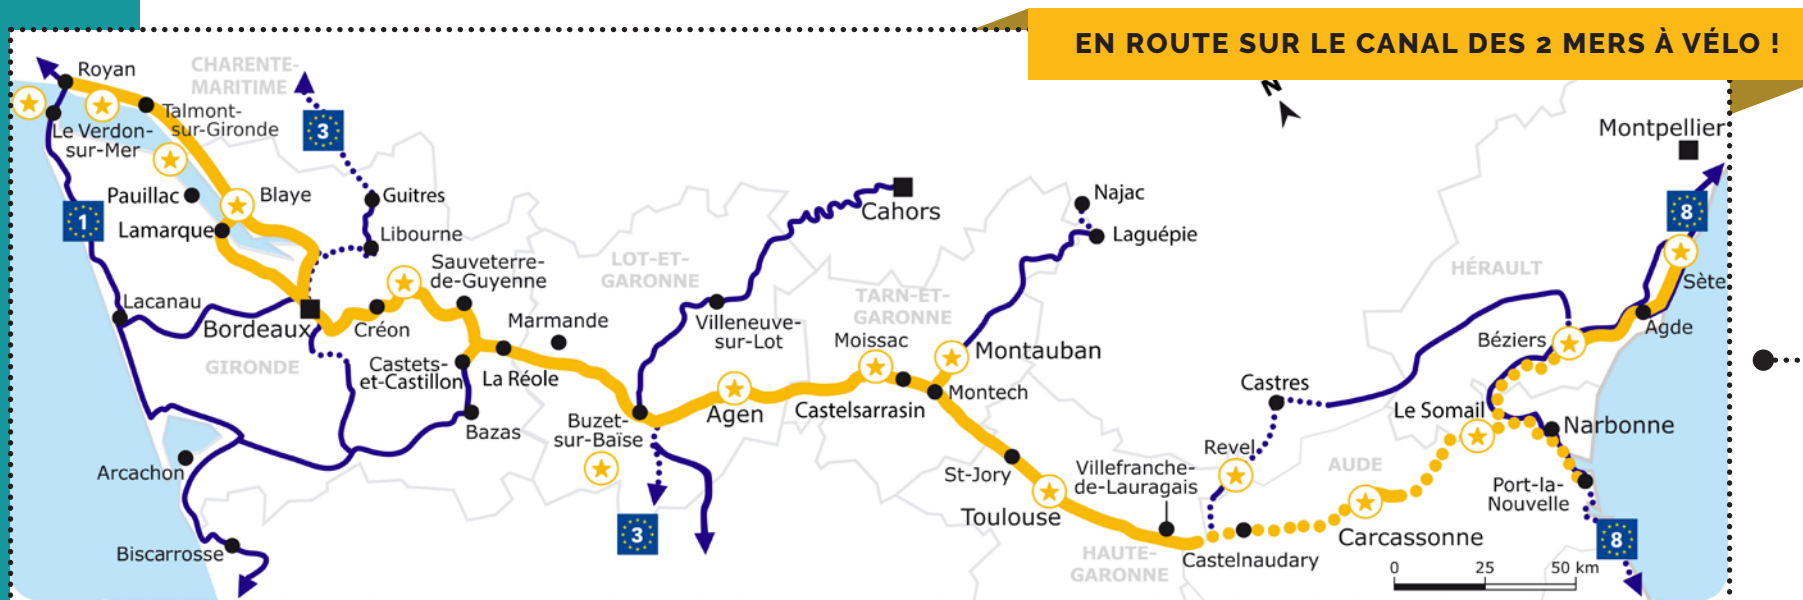 EN ROUTE SUR LE CANAL DES 2 MERS À VÉLO !
N
Royan
CHARENTE-
MARITIME
Talmont-
sur-Gironde
Le Verdon-
sur-Mer
3
Pauillac
Blaye
Guitres
1
Lamarque
Libourne
Sauveterre-
de-Guyenne
Lacanau
Bordeaux
Créon
GIRONDE
Castets-
et-Castillon
La Réole
Marmande
Bazas
Arcachon
Biscarrosse
LOT-ET-
GARONNE
Cahors
Villeneuve-
sur-Lot
Buzet-
sur-Baïse
3
Agen
TARN-ET-
GARONNE
Moissac
Castelsarrasin
Montauban
Montech
Najac
Laguépie
St-Jory
Toulouse
Villefranche-
de-Lauragais
HAUTE-
GARONNE
Revel
Castres
Castelnaudary
AUDE
Carcassonne
Le Somail
HÉRAULT
Béziers
Narbonne
Port-la-
Nouvelle
8
Montpellier
8
Sète
Agde
0 25 50 km